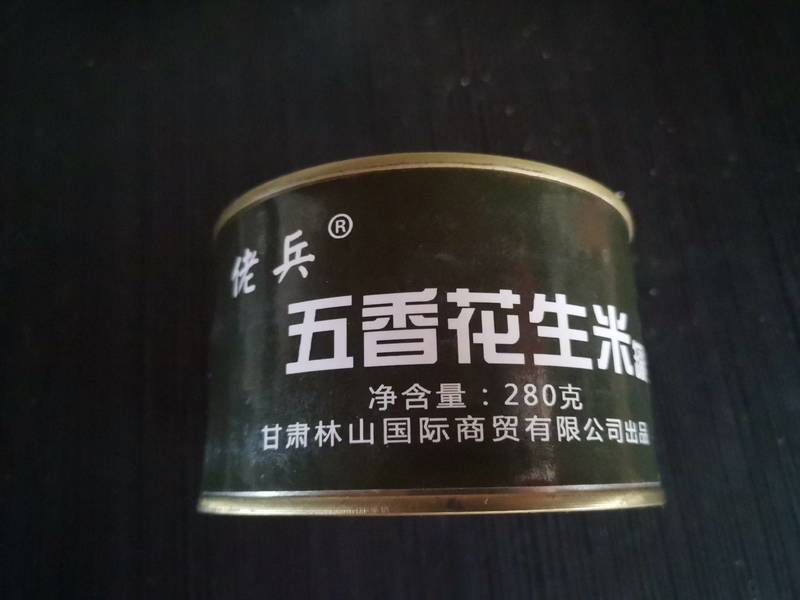 佬兵®
五香花生米罐
净含量：280克
甘肃林山国际商贸有限公司出品